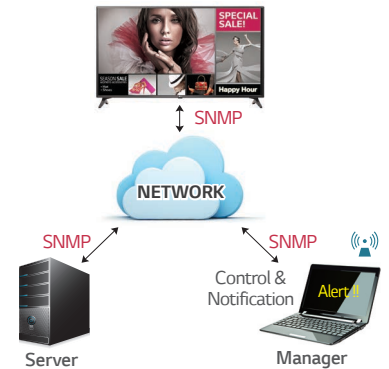 SPECIAL
SALE!
SEASON SALE
Happy Hour
SNMP
NETWORK
SNMP
SNMP
Control &
Notification
Alert !!
Server
Manager